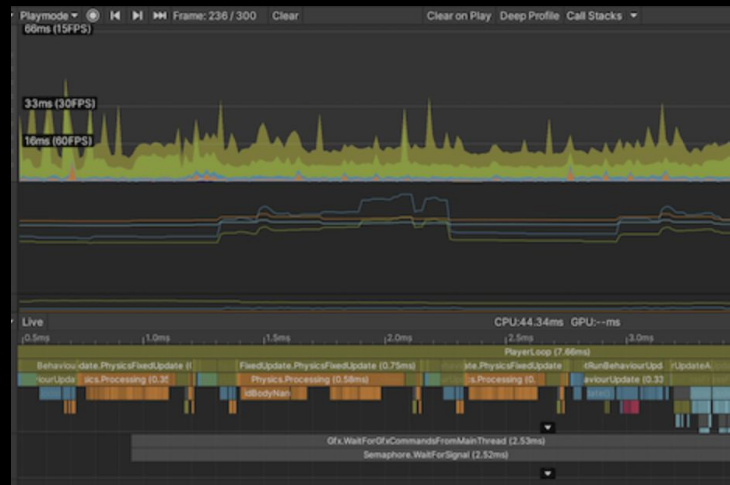 Playmode Frame: 236 / 300 Clear Clear on Play Deep Profile Call Stacks
66ms (15FPS)
33ms (30FPS)
16ms (60FPS)
Live CPU:44.34ms GPU:--ms
0.5ms 1.0ms 1.5ms 2.0ms 2.5ms 3.0ms
PlayerLoop (7.66ms)
Behaviou date.PhysicsFixedUpdate (0 FixedUpdate.PhysicsFixedUpdate (0.75ms) ate.PhysicsFixedUpdate tRunBehaviourUpd rUpdateA
iourUpda sics.Processing (0.35 Physics.Processing (0.58ms) s.Processing (0. aviourUpdate (0.33
idBodyNan
Gfx.WaitForGfxCommandsFromMainThread (2.53ms)
Semaphore.WaitForSignal (2.52ms)